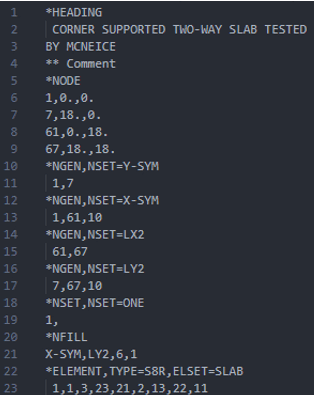 1 *HEADING
2 CORNER SUPPORTED TWO-WAY SLAB TESTED
3 BY MCNEICE
4 ** Comment
5 *NODE
6 1,0.,0.
7 7,18.,0.
8 61,0.,18.
9 67,18.,18.
10 *NGEN,NSET=Y-SYM
11 1,7
12 *NGEN,NSET=X-SYM
13 1,61,10
14 *NGEN,NSET=LX2
15 61,67
16 *NGEN,NSET=LY2
17 7,67,10
18 *NSET,NSET=ONE
19 1,
20 *NFILL
21 X-SYM,LY2,6,1
22 *ELEMENT,TYPE=S8R,ELSET=SLAB
23 1,1,3,23,21,2,13,22,11